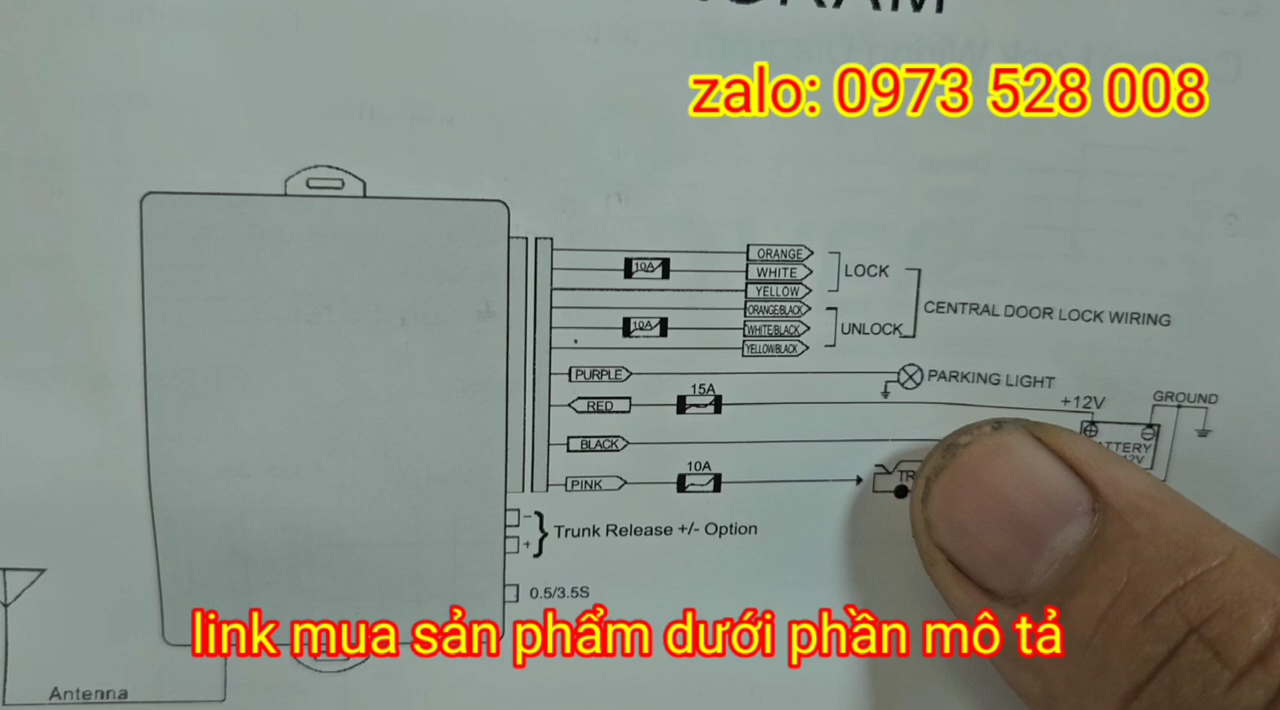 zalo: 0973 528 008
ORANGE
10A
WHITE
LOCK
YELLOW
ORANGE/BLACK
CENTRAL DOOR LOCK WIRING
10A
WHITE/BLACK
UNLOCK
YELLOW/BLACK
PURPLE
PARKING LIGHT
15A
RED
+12V
GROUND
BLACK
10A
PINK
-
+
Trunk Release +/- Option
0.5/3.5S
link mua sản phẩm dưới phần mô tả
Antenna